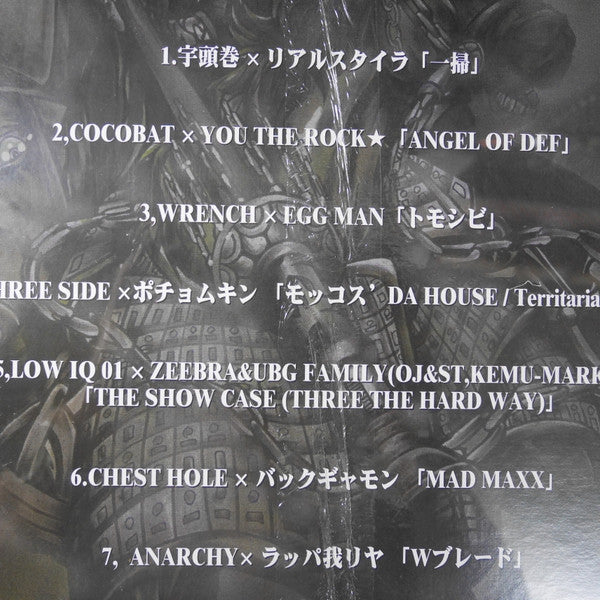 1.宇頭巻 × リアルスタイラ「一掃」
2,COCOBAT × YOU THE ROCK★「ANGEL OF DEF」
3,WRENCH × EGG MAN「トモシビ」
HREE SIDE ×ポチョムキン 「モッコス’DA HOUSE / Territaria
5,LOW IQ 01 × ZEEBRA&UBG FAMILY(OJ&ST,KEMU-MARK
「THE SHOW CASE (THREE THE HARD WAY)」
6.CHEST HOLE × バックギャモン 「MAD MAXX」
7, ANARCHY× ラッパ我リヤ 「Wブレード」